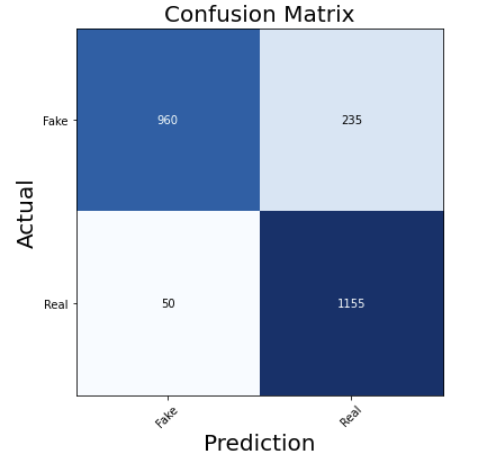 Confusion Matrix
Fake
960
235
Actual
Real
50
1155
Fake
Real
Prediction